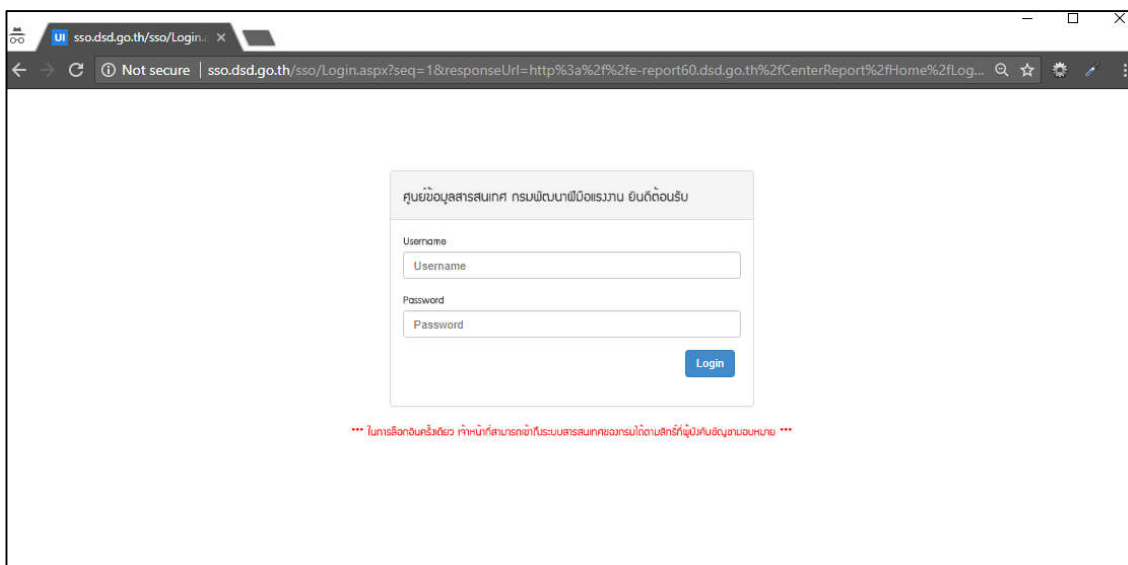 UI sso.dsd.go.th/sso/Login.
Not secure | sso.dsd.go.th/sso/Login.aspx?seq=1&responseUrl=http%3a%2f%2fe-report60.dsd.go.th%2fCenterReport%2fHome%2fLog...
ศูนย์ข้อมูลสารสนเทศ กรมพัฒนาฝีมือแรงงาน ยินดีต้อนรับ
Username
Username
Password
Password
Login
*** ในการล็อกอินครั้งเดียว เจ้าหน้าที่สามารถเข้าถึงระบบสารสนเทศของกรมได้ตามสิทธิ์ที่ผู้บังคับบัญชามอบหมาย ***